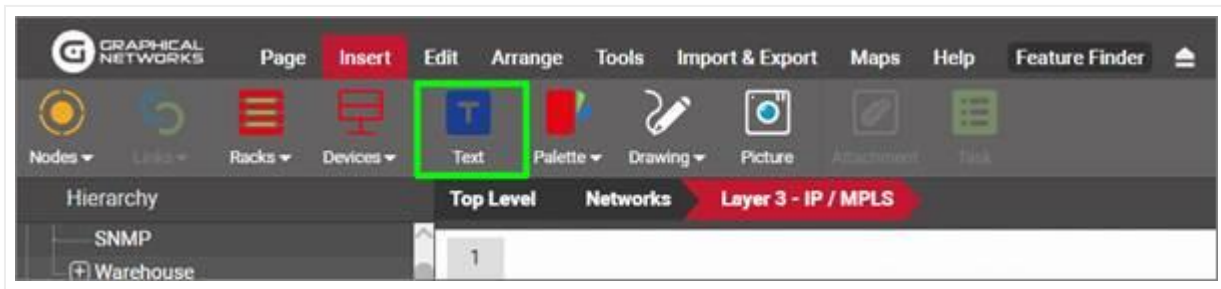 GRAPHICAL
NETWORKS
Page Insert Edit Arrange Tools Import & Export Maps Help Feature Finder
Nodes Links Racks Devices Text Palette Drawing Picture Attachment Task
Hierarchy
Top Level Networks Layer 3 - IP / MPLS
SNMP
1
Warehouse